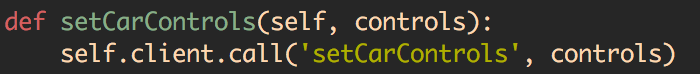 def setCarControls(self, controls):
    self.client.call('setCarControls', controls)